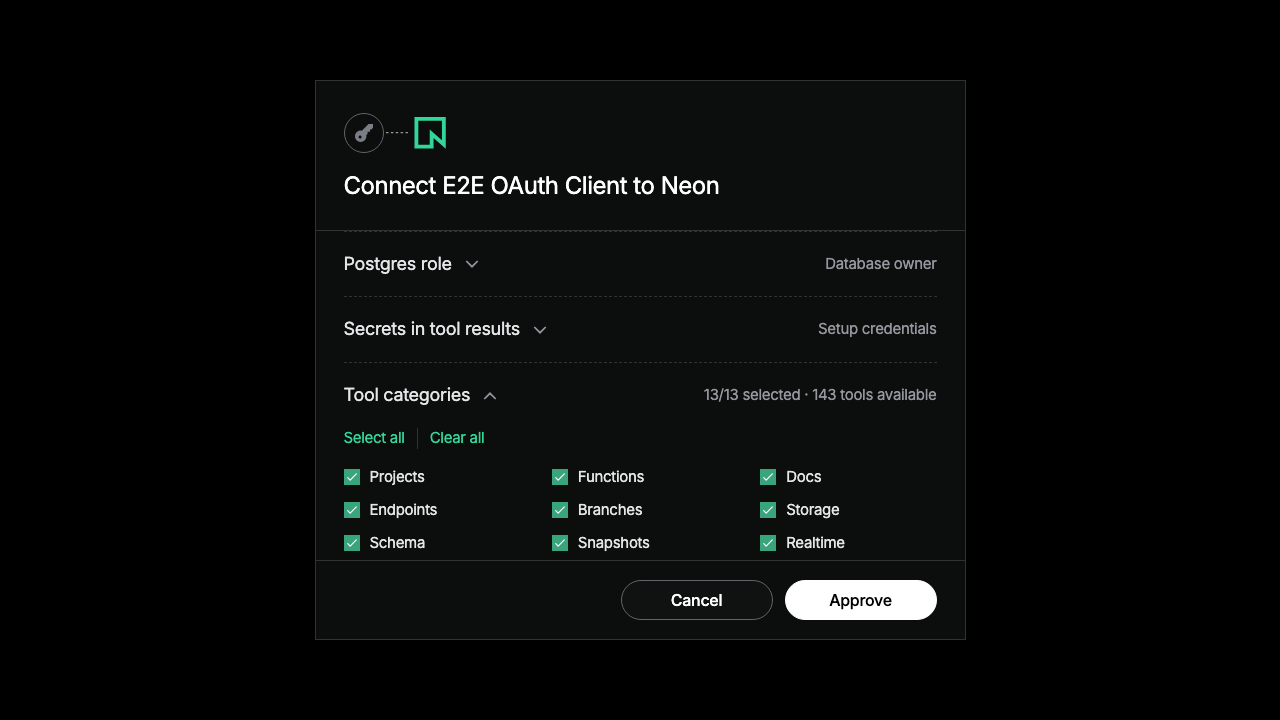 Connect E2E OAuth Client to Neon
Postgres role Database owner
Secrets in tool results Setup credentials
Tool categories 13/13 selected · 143 tools available
Select all Clear all
Projects Functions Docs
Endpoints Branches Storage
Schema Snapshots Realtime
Cancel Approve